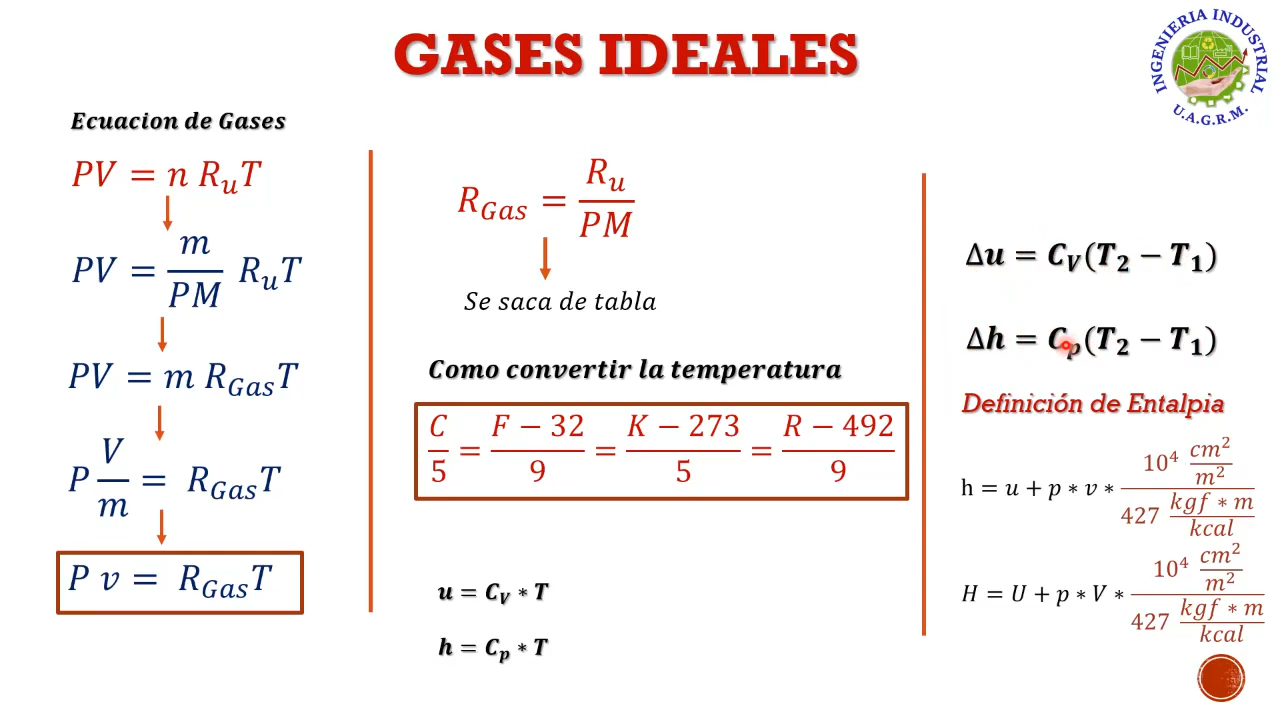 GASES IDEALES
INGENIERIA INDUSTRIAL
U.A.G.R.M.
Ecuacion de Gases
PV = n R_u T
PV = m/PM R_u T
PV = m R_Gas T
P V/m = R_Gas T
P v = R_Gas T
R_Gas = R_u/PM
Se saca de tabla
Como convertir la temperatura
C/5 = (F − 32)/9 = (K − 273)/5 = (R − 492)/9
u = C_V * T
h = C_p * T
Δu = C_V(T_2 − T_1)
Δh = C_p(T_2 − T_1)
Definición de Entalpia
h = u + p * v * (10^4 cm^2/m^2)/(427 kgf * m/kcal)
H = U + p * V * (10^4 cm^2/m^2)/(427 kgf * m/kcal)